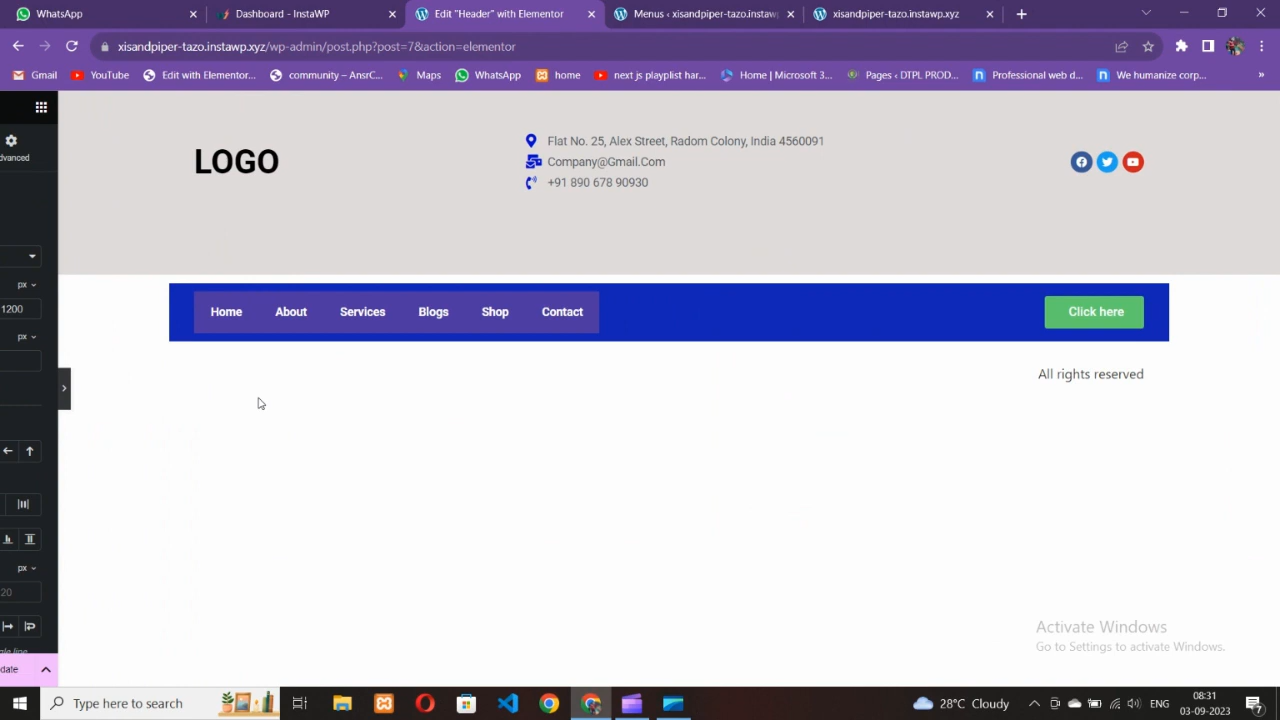 WhatsApp
Dashboard - InstaWP
Edit "Header" with Elementor
Menus ‹ xisandpiper-tazo.instaw
xisandpiper-tazo.instawp.xyz
xisandpiper-tazo.instawp.xyz/wp-admin/post.php?post=7&action=elementor
Gmail
YouTube
Edit with Elementor...
community – AnsrC...
Maps
WhatsApp
home
next js playplist har...
Home | Microsoft 3...
Pages ‹ DTPL PROD...
Professional web d...
We humanize corp...
»
dvanced
px
1200
px
px
20
gle line
date
LOGO
Flat No. 25, Alex Street, Radom Colony, India 4560091
Company@Gmail.Com
+91 890 678 90930
Home
About
Services
Blogs
Shop
Contact
Click here
All rights reserved
Activate Windows
Go to Settings to activate Windows.
Type here to search
28°C Cloudy
ENG
08:31
03-09-2023
7